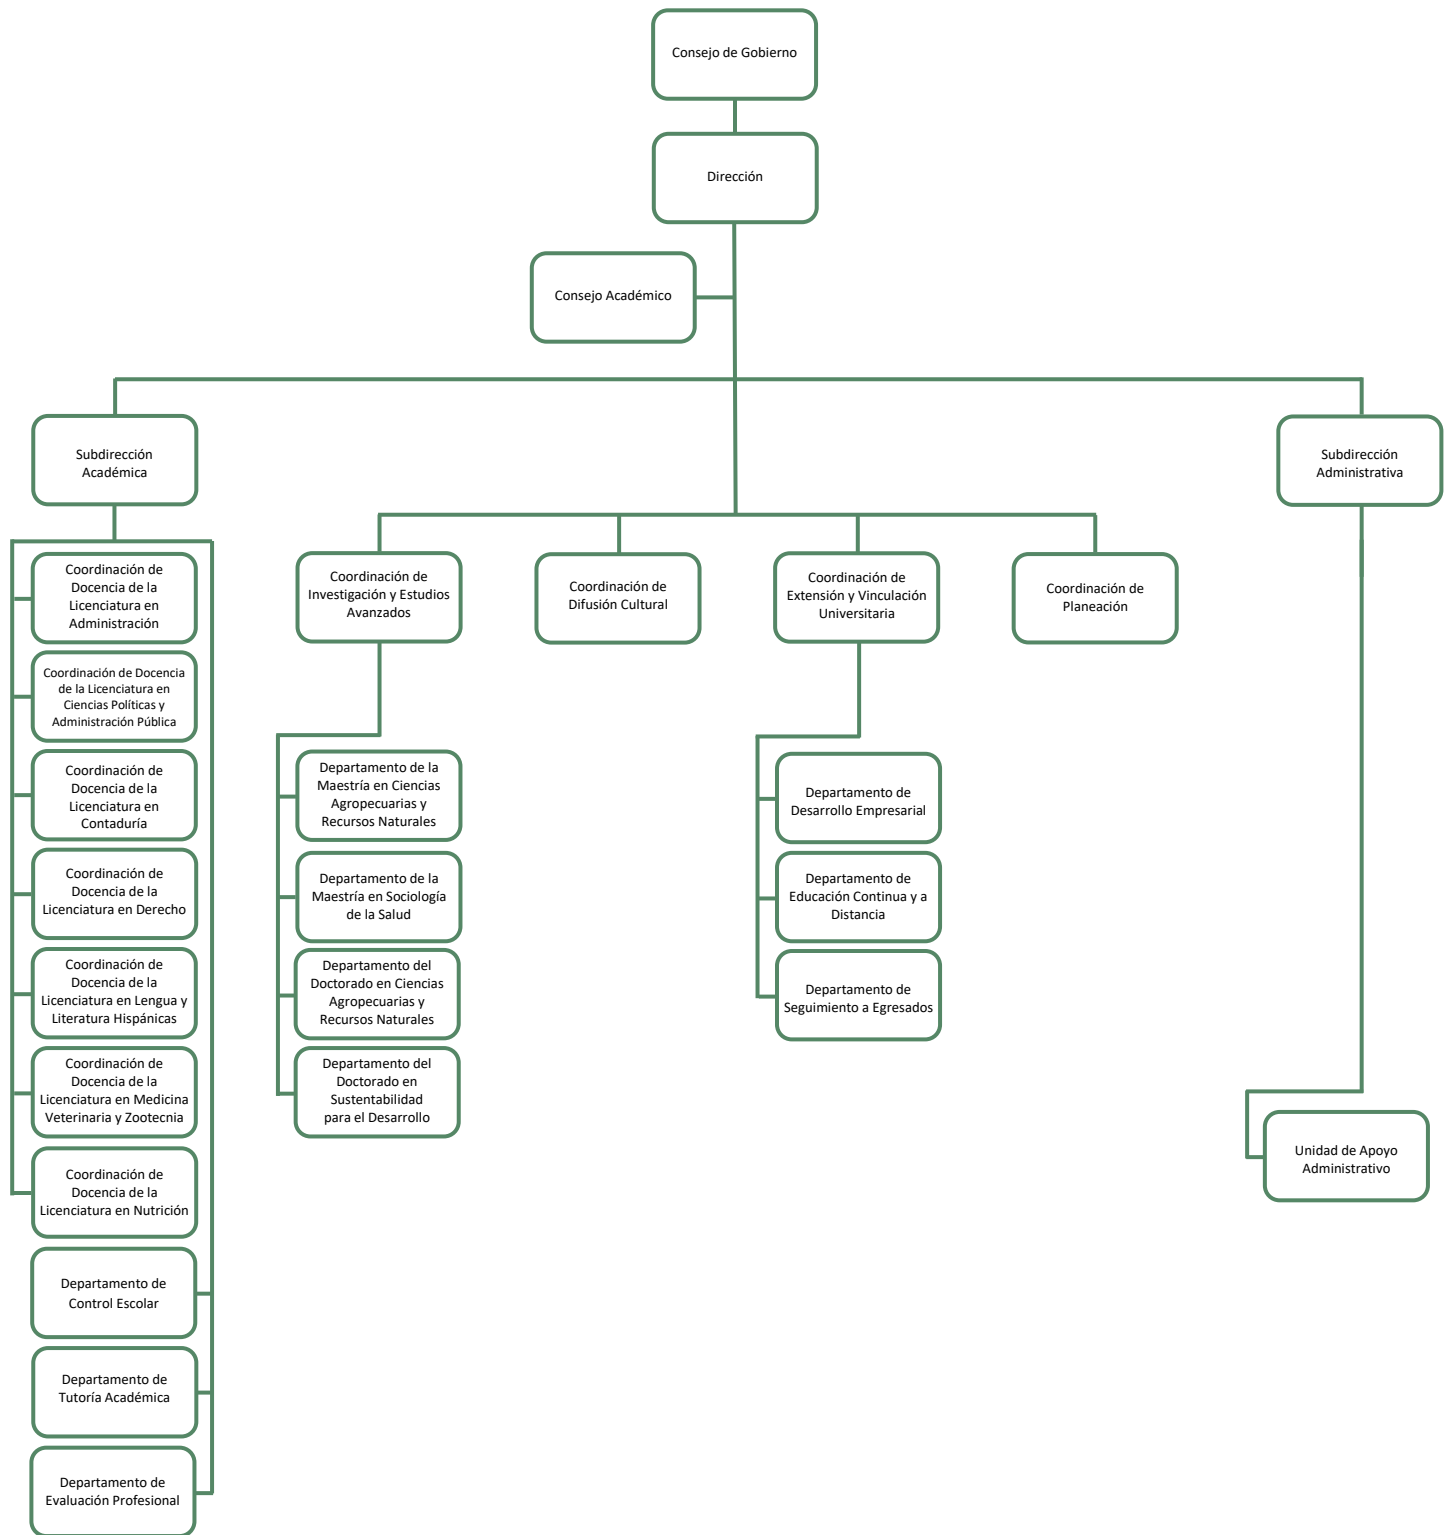 Consejo de Gobierno
Dirección
Consejo Académico
Subdirección
Académica
Subdirección
Administrativa
Coordinación de
Docencia de la
Licenciatura en
Administración
Coordinación de Docencia
de la Licenciatura en
Ciencias Políticas y
Administración Pública
Coordinación de
Docencia de la
Licenciatura en
Contaduría
Coordinación de
Docencia de la
Licenciatura en Derecho
Coordinación de
Docencia de la
Licenciatura en Lengua y
Literatura Hispánicas
Coordinación de
Docencia de la
Licenciatura en Medicina
Veterinaria y Zootecnia
Coordinación de
Docencia de la
Licenciatura en Nutrición
Departamento de
Control Escolar
Departamento de
Tutoría Académica
Departamento de
Evaluación Profesional
Coordinación de
Investigación y Estudios
Avanzados
Departamento de la
Maestría en Ciencias
Agropecuarias y
Recursos Naturales
Departamento de la
Maestría en Sociología
de la Salud
Departamento del
Doctorado en Ciencias
Agropecuarias y
Recursos Naturales
Departamento del
Doctorado en
Sustentabilidad
para el Desarrollo
Coordinación de
Difusión Cultural
Coordinación de
Extensión y Vinculación
Universitaria
Departamento de
Desarrollo Empresarial
Departamento de
Educación Continua y a
Distancia
Departamento de
Seguimiento a Egresados
Coordinación de
Planeación
Unidad de Apoyo
Administrativo